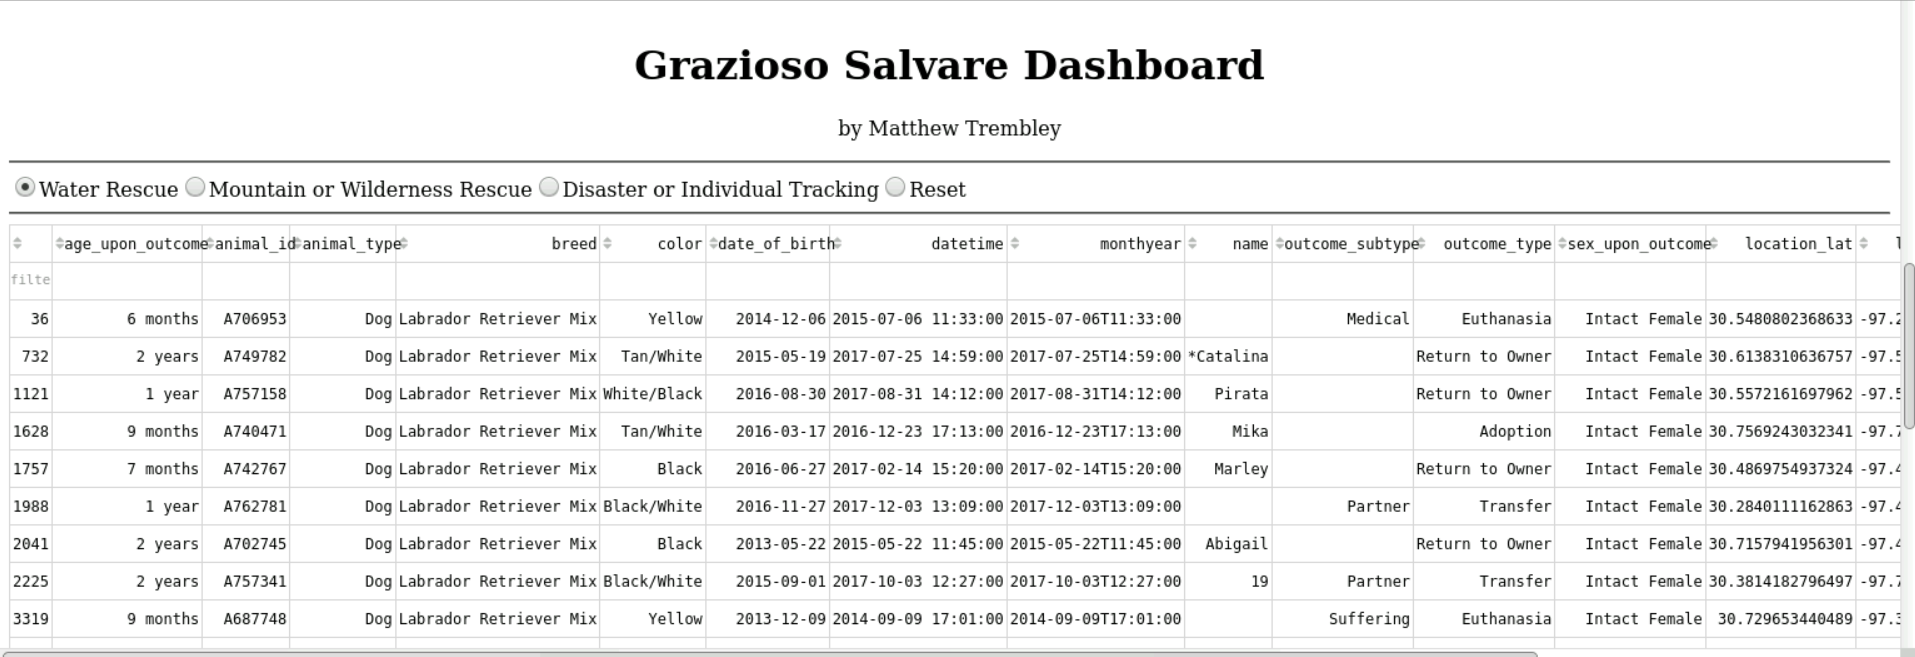 Grazioso Salvare Dashboard
by Matthew Trembley
Water Rescue Mountain or Wilderness Rescue Disaster or Individual Tracking Reset
age_upon_outcome animal_id animal_type breed color date_of_birth datetime monthyear name outcome_subtype outcome_type sex_upon_outcome location_lat l
filte
36 6 months A706953 Dog Labrador Retriever Mix Yellow 2014-12-06 2015-07-06 11:33:00 2015-07-06T11:33:00 Medical Euthanasia Intact Female 30.5480802368633 -97.2
732 2 years A749782 Dog Labrador Retriever Mix Tan/White 2015-05-19 2017-07-25 14:59:00 2017-07-25T14:59:00 *Catalina Return to Owner Intact Female 30.6138310636757 -97.5
1121 1 year A757158 Dog Labrador Retriever Mix White/Black 2016-08-30 2017-08-31 14:12:00 2017-08-31T14:12:00 Pirata Return to Owner Intact Female 30.5572161697962 -97.5
1628 9 months A740471 Dog Labrador Retriever Mix Tan/White 2016-03-17 2016-12-23 17:13:00 2016-12-23T17:13:00 Mika Adoption Intact Female 30.7569243032341 -97.7
1757 7 months A742767 Dog Labrador Retriever Mix Black 2016-06-27 2017-02-14 15:20:00 2017-02-14T15:20:00 Marley Return to Owner Intact Female 30.4869754937324 -97.4
1988 1 year A762781 Dog Labrador Retriever Mix Black/White 2016-11-27 2017-12-03 13:09:00 2017-12-03T13:09:00 Partner Transfer Intact Female 30.2840111162863 -97.4
2041 2 years A702745 Dog Labrador Retriever Mix Black 2013-05-22 2015-05-22 11:45:00 2015-05-22T11:45:00 Abigail Return to Owner Intact Female 30.7157941956301 -97.4
2225 2 years A757341 Dog Labrador Retriever Mix Black/White 2015-09-01 2017-10-03 12:27:00 2017-10-03T12:27:00 19 Partner Transfer Intact Female 30.3814182796497 -97.7
3319 9 months A687748 Dog Labrador Retriever Mix Yellow 2013-12-09 2014-09-09 17:01:00 2014-09-09T17:01:00 Suffering Euthanasia Intact Female 30.729653440489 -97.3